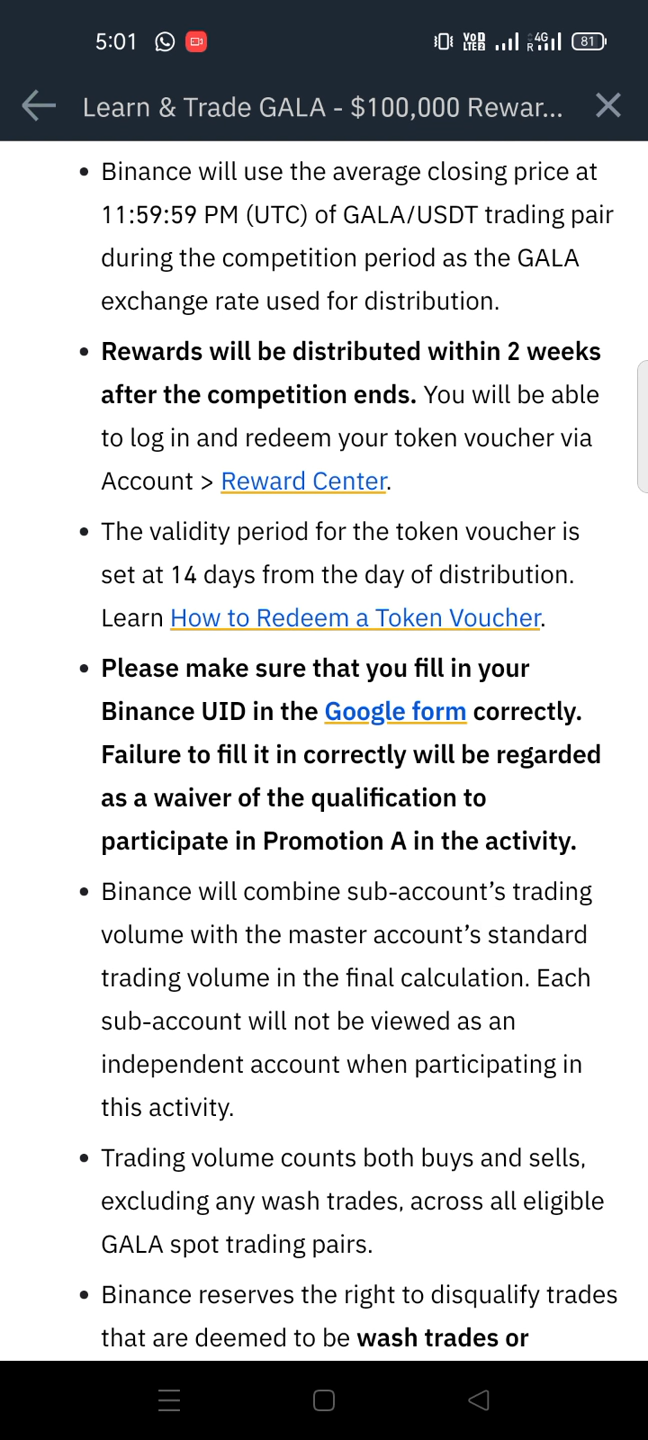 5:01
VoD
LTE2
4G
R
81
Learn & Trade GALA - $100,000 Rewar...
• Binance will use the average closing price at
11:59:59 PM (UTC) of GALA/USDT trading pair
during the competition period as the GALA
exchange rate used for distribution.
• Rewards will be distributed within 2 weeks
after the competition ends. You will be able
to log in and redeem your token voucher via
Account > Reward Center.
• The validity period for the token voucher is
set at 14 days from the day of distribution.
Learn How to Redeem a Token Voucher.
• Please make sure that you fill in your
Binance UID in the Google form correctly.
Failure to fill it in correctly will be regarded
as a waiver of the qualification to
participate in Promotion A in the activity.
• Binance will combine sub-account’s trading
volume with the master account’s standard
trading volume in the final calculation. Each
sub-account will not be viewed as an
independent account when participating in
this activity.
• Trading volume counts both buys and sells,
excluding any wash trades, across all eligible
GALA spot trading pairs.
• Binance reserves the right to disqualify trades
that are deemed to be wash trades or